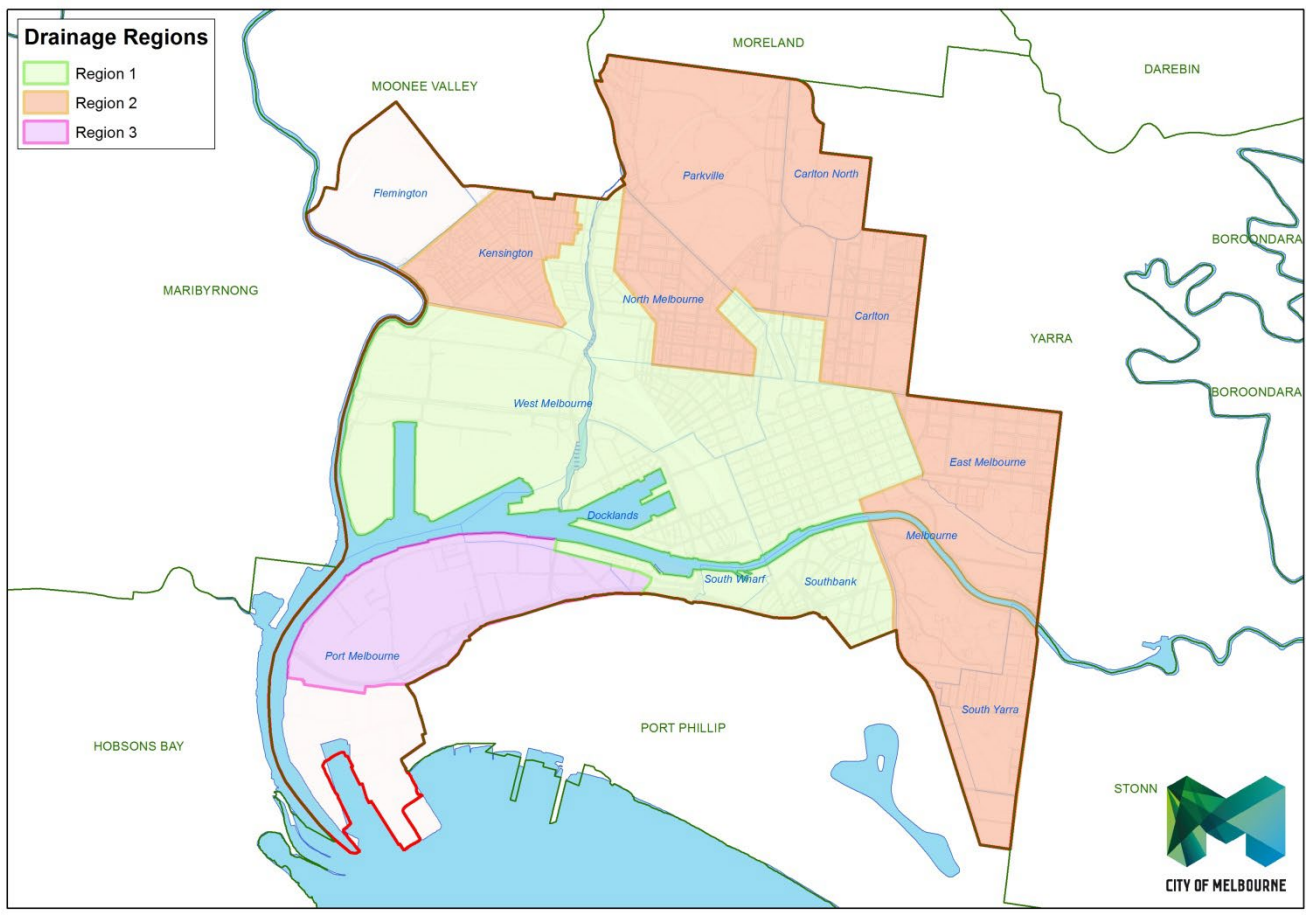 Drainage Regions
Region 1
Region 2
Region 3
MORELAND
DAREBIN
MOONEE VALLEY
Flemington
Parkville
Carlton North
BOROONDARA
Kensington
MARIBYRNONG
North Melbourne
Carlton
YARRA
BOROONDARA
West Melbourne
East Melbourne
Docklands
Melbourne
South Wharf
Southbank
Port Melbourne
South Yarra
PORT PHILLIP
HOBSONS BAY
STONN
CITY OF MELBOURNE